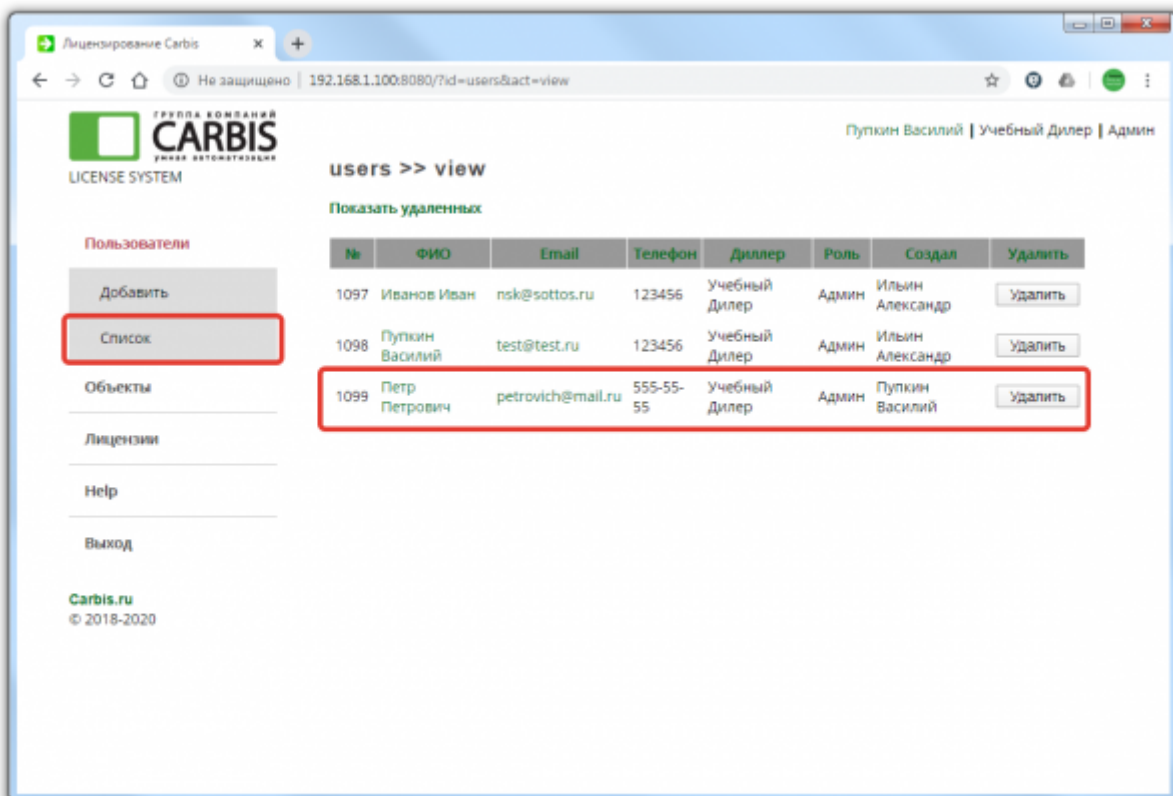 Лицензирование Carbis
Не защищено 192.168.1.100:8080/?id=users&act=view
ГРУППА КОМПАНИЙ
CARBIS
умная автоматизация
LICENSE SYSTEM
Пупкин Василий | Учебный Дилер | Админ
users >> view
Показать удаленных
Пользователи
Добавить
Список
Объекты
Лицензии
Help
Выход
Carbis.ru
© 2018-2020
№ ФИО Email Телефон Диллер Роль Создал Удалить
1097 Иванов Иван nsk@sottos.ru 123456 Учебный Дилер Админ Ильин Александр Удалить
1098 Пупкин Василий test@test.ru 123456 Учебный Дилер Админ Ильин Александр Удалить
1099 Петр Петрович petrovich@mail.ru 555-55-55 Учебный Дилер Админ Пупкин Василий Удалить